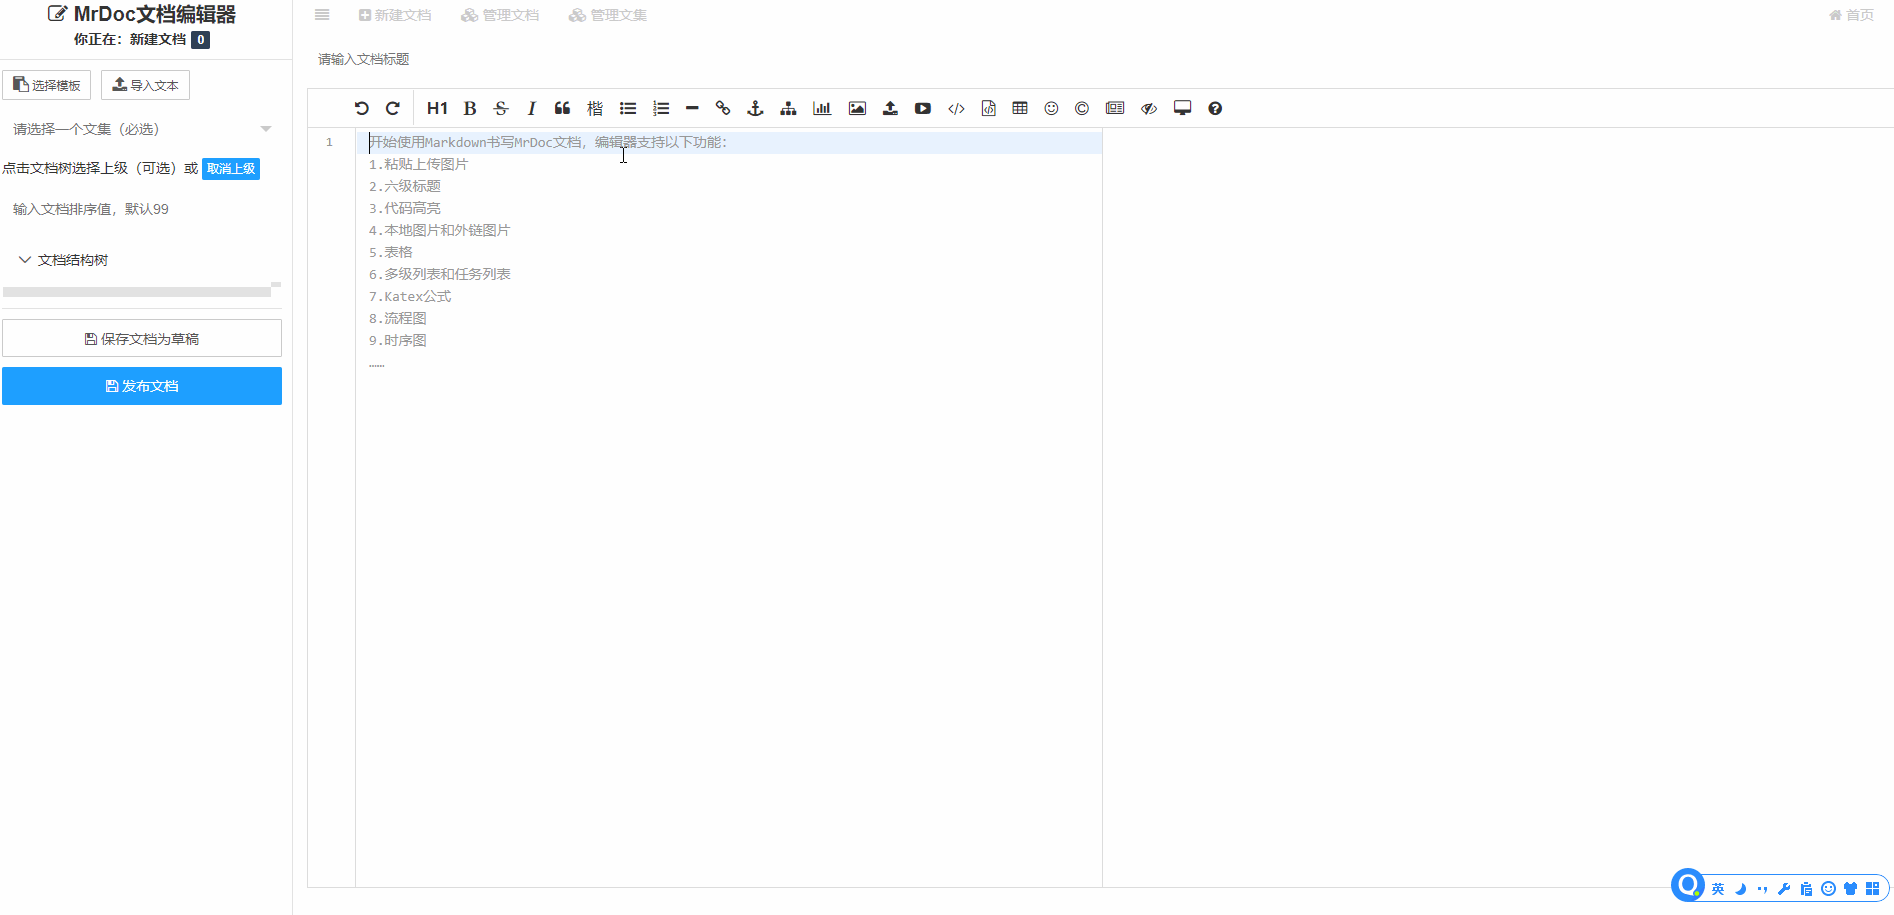 MrDoc文档编辑器
你正在：新建文档 0
选择模板 导入文本
请选择一个文集（必选）
点击文档树选择上级（可选）或 取消上级
输入文档排序值，默认99
文档结构树
保存文档为草稿
发布文档
新建文档 管理文档 管理文集 首页
请输入文档标题
H1 B S I 楷
1
开始使用Markdown书写MrDoc文档，编辑器支持以下功能：
1.粘贴上传图片
2.六级标题
3.代码高亮
4.本地图片和外链图片
5.表格
6.多级列表和任务列表
7.Katex公式
8.流程图
9.时序图
……
英